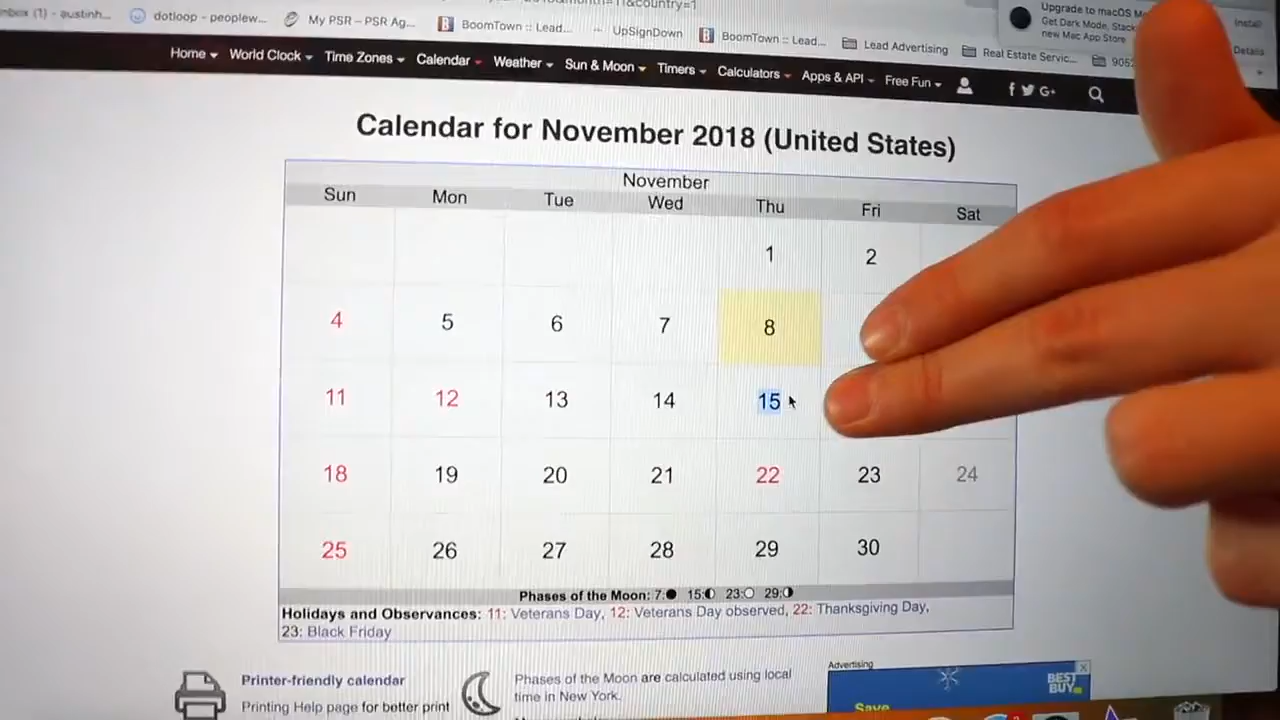 nbox (1) - austinh...
dotloop - peoplew...
My PSR – PSR Ag...
BoomTown :: Lead...
UpSignDown
BoomTown :: Lead...
Lead Advertising
Real Estate Servic...
Upgrade to macOS M
Get Dark Mode, Stack
new Mac App Store
Install
Details
Home World Clock Time Zones Calendar Weather Sun & Moon Timers Calculators Apps & API Free Fun f G+
Calendar for November 2018 (United States)
November
Sun Mon Tue Wed Thu Fri Sat
1 2
4 5 6 7 8
11 12 13 14 15
18 19 20 21 22 23 24
25 26 27 28 29 30
Phases of the Moon: 7: 15: 23: 29:
Holidays and Observances: 11: Veterans Day, 12: Veterans Day observed, 22: Thanksgiving Day,
23: Black Friday
Printer-friendly calendar
Printing Help page for better print
Phases of the Moon are calculated using local
time in New York.
Advertising
BEST
BUY
Save